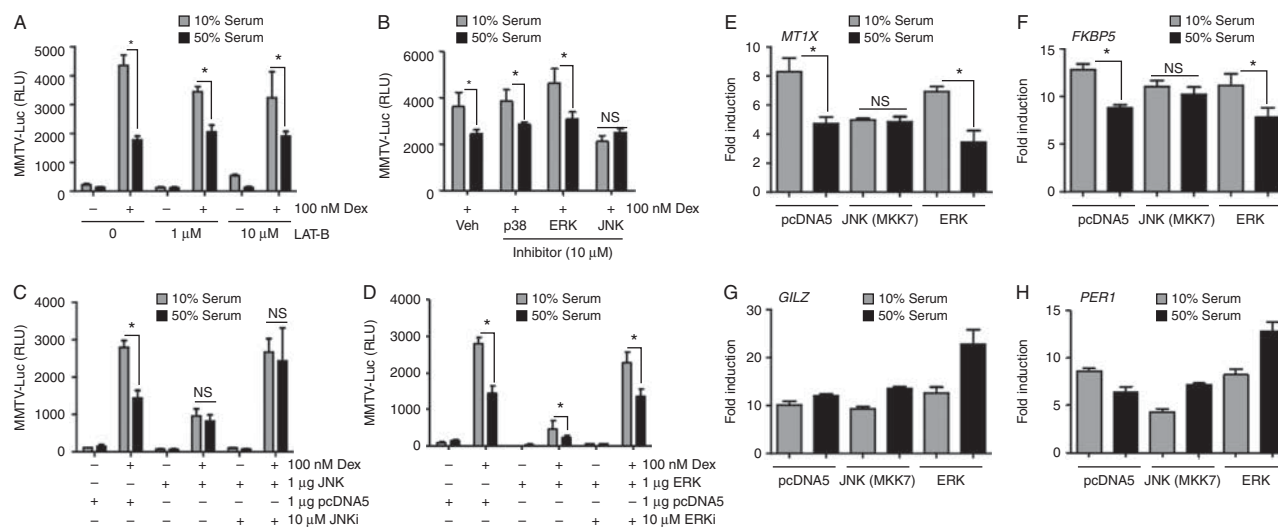 A
10% Serum
50% Serum
MMTV-Luc (RLU)
5000
4000
3000
2000
1000
0
*
*
*
– + – + – + 100 nM Dex
0 1 µM 10 µM LAT-B
B
10% Serum
50% Serum
MMTV-Luc (RLU)
6000
4000
2000
0
*
*
*
NS
+ + + + 100 nM Dex
Veh p38 ERK JNK
Inhibitor (10 µM)
E
MT1X
10% Serum
50% Serum
Fold induction
10
8
6
4
2
0
*
NS
*
pcDNA5 JNK (MKK7) ERK
F
FKBP5
10% Serum
50% Serum
Fold induction
15
10
5
0
*
NS
*
pcDNA5 JNK (MKK7) ERK
C
10% Serum
50% Serum
MMTV-Luc (RLU)
4000
3000
2000
1000
0
*
NS
NS
– + – + – + 100 nM Dex
– – + + + + 1 µg JNK
+ + – – – – 1 µg pcDNA5
– – – – + + 10 µM JNKi
D
10% Serum
50% Serum
MMTV-Luc (RLU)
4000
3000
2000
1000
0
*
*
*
– + – + – + 100 nM Dex
– – + + + + 1 µg ERK
+ + – – – – 1 µg pcDNA5
– – – – + + 10 µM ERKi
G
GILZ
10% Serum
50% Serum
Fold induction
30
20
10
0
pcDNA5 JNK (MKK7) ERK
H
PER1
10% Serum
50% Serum
Fold induction
15
10
5
0
pcDNA5 JNK (MKK7) ERK